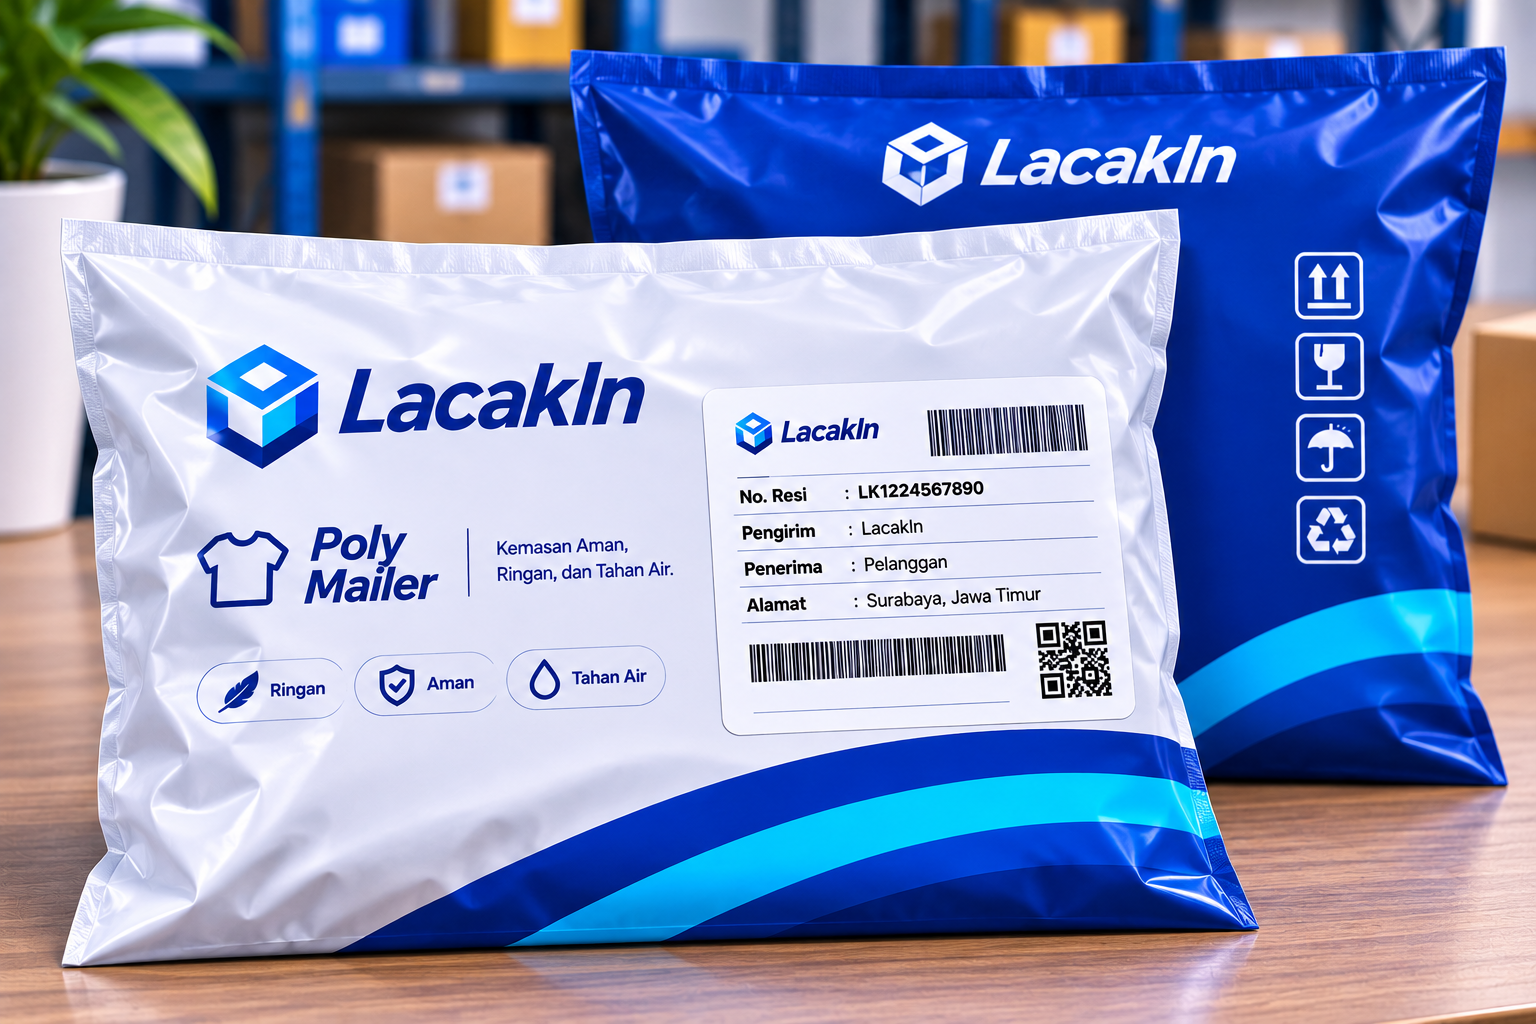 LacakIn
LacakIn
Poly
Mailer
Kemasan Aman,
Ringan, dan Tahan Air.
Ringan
Aman
Tahan Air
LacakIn
No. Resi : LK1224567890
Pengirim : LacakIn
Penerima : Pelanggan
Alamat : Surabaya, Jawa Timur